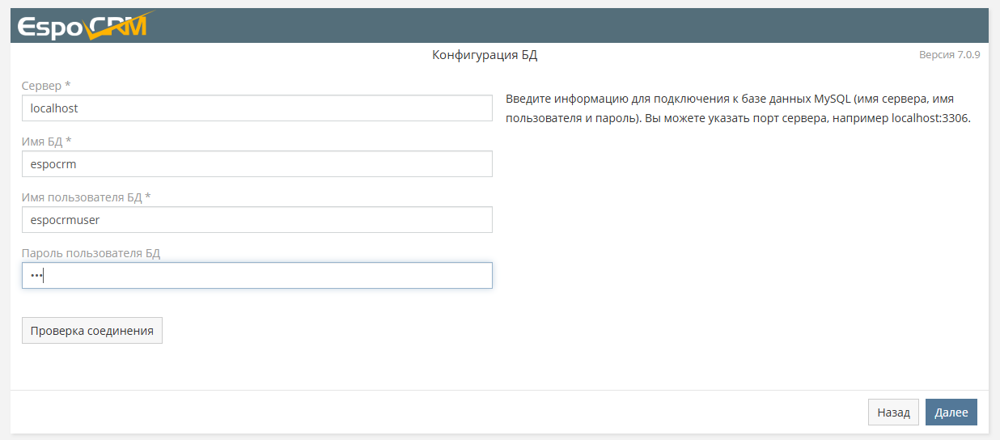 EspoCRM
Конфигурация БД
Версия 7.0.9
Сервер *
localhost
Введите информацию для подключения к базе данных MySQL (имя сервера, имя
пользователя и пароль). Вы можете указать порт сервера, например localhost:3306.
Имя БД *
espocrm
Имя пользователя БД *
espocrmuser
Пароль пользователя БД
•••
Проверка соединения
Назад
Далее